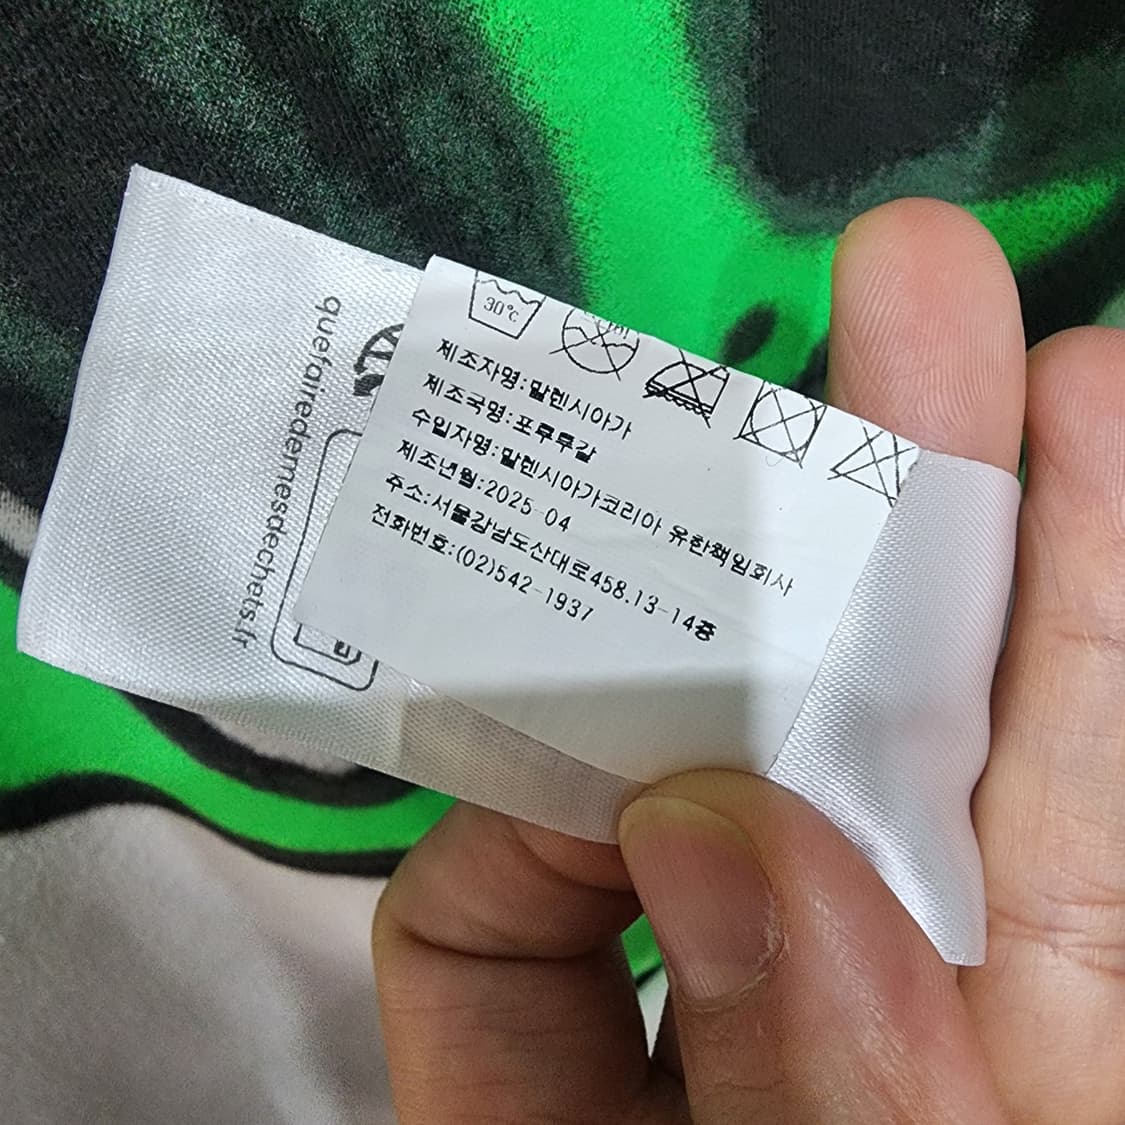 30℃
제조자명:발렌시아가
제조국명:포루투갈
수입자명:발렌시아가코리아 유한책임회사
제조년월:2025-04
주소:서울강남도산대로458.13-14층
전화번호:(02)542-1937
quefairedemesdechets.fr